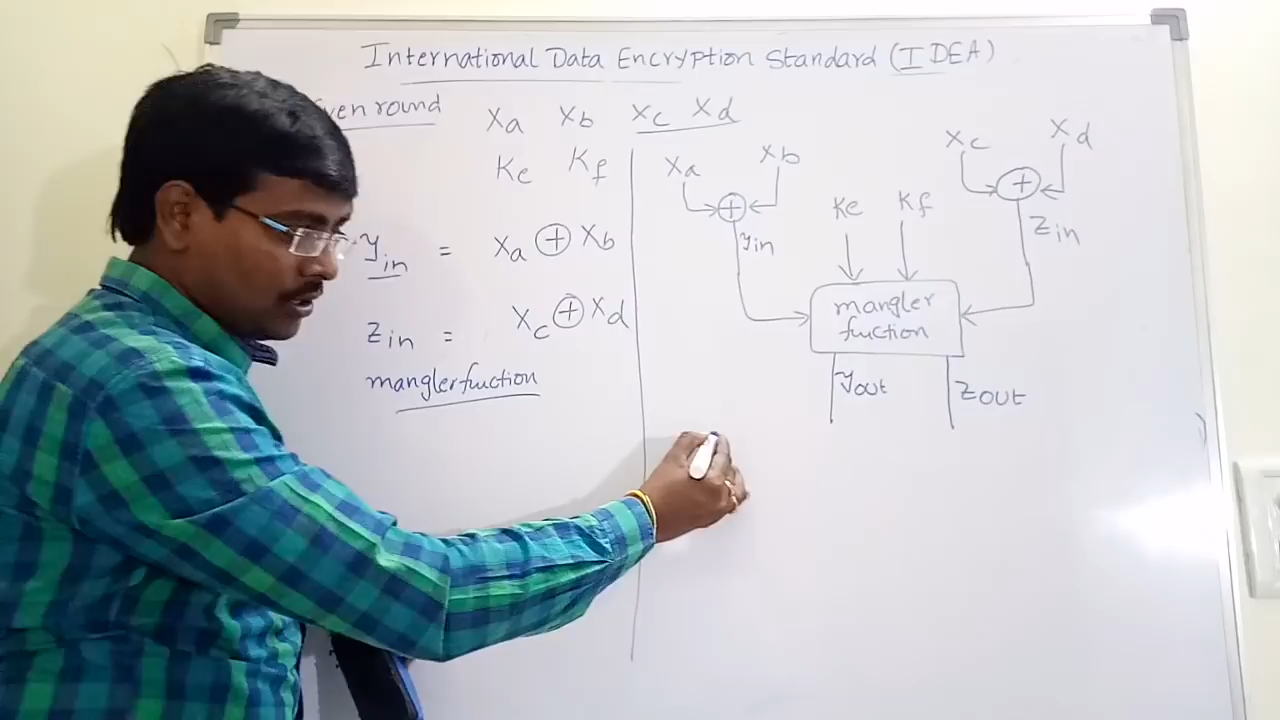 International Data Encryption Standard (IDEA)
ven round
Xa Xb Xc Xd
Ke Kf
Yin = Xa ⊕ Xb
Zin = Xc ⊕ Xd
mangler fuction
Xa Xb
Yin
Ke Kf
Xc Xd
Zin
mangler
fuction
Yout
Zout